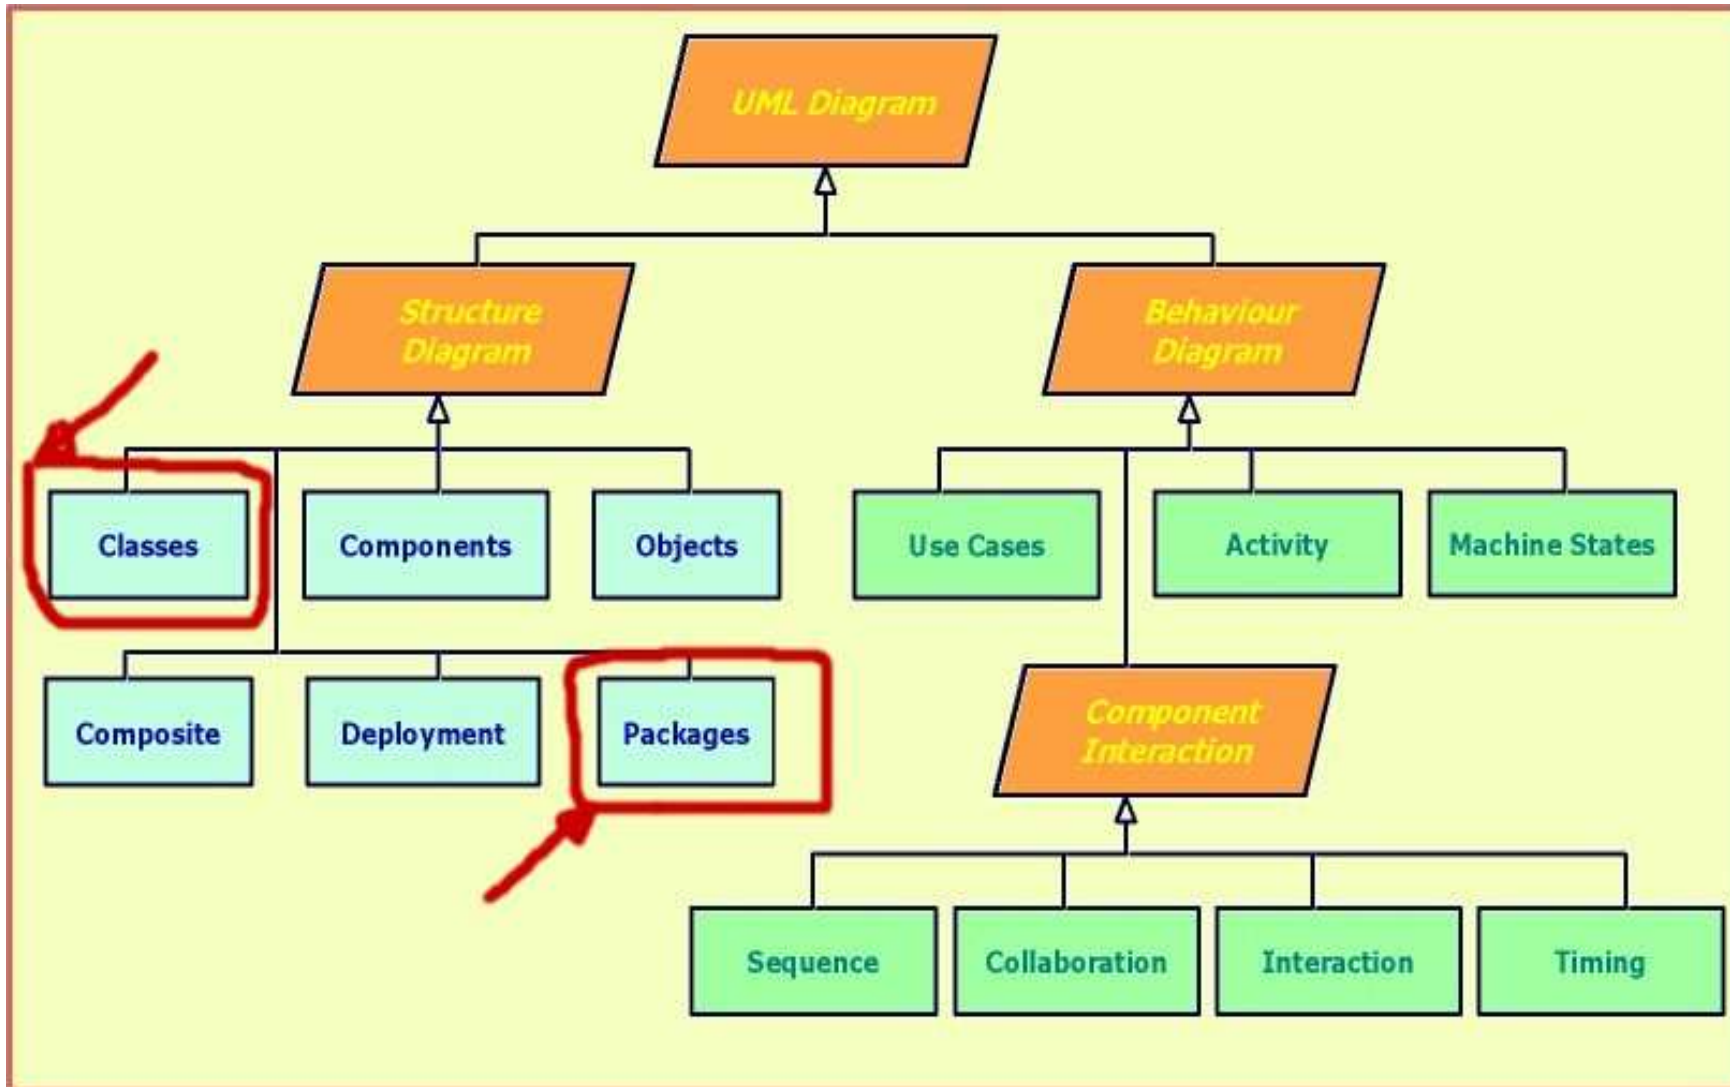 UML Diagram
Structure
Diagram
Behaviour
Diagram
Classes
Components
Objects
Use Cases
Activity
Machine States
Composite
Deployment
Packages
Component
Interaction
Sequence
Collaboration
Interaction
Timing